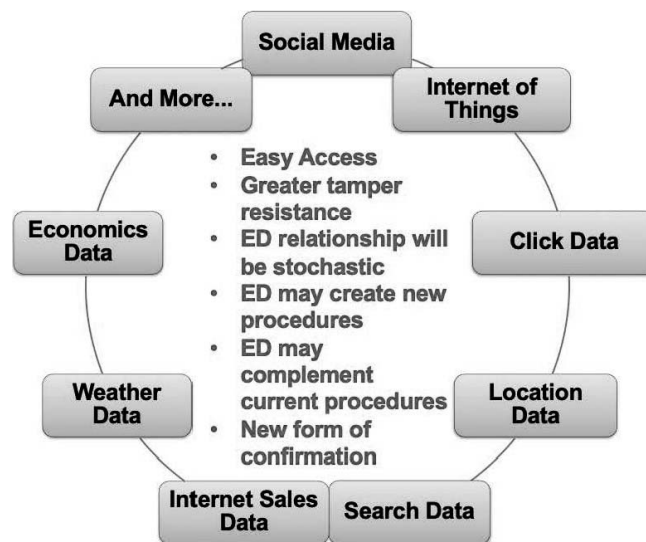 Social Media
And More...
Internet of
Things
• Easy Access
• Greater tamper
resistance
• ED relationship will
be stochastic
• ED may create new
procedures
• ED may
complement
current procedures
• New form of
confirmation
Economics
Data
Click Data
Weather
Data
Location
Data
Internet Sales
Data
Search Data